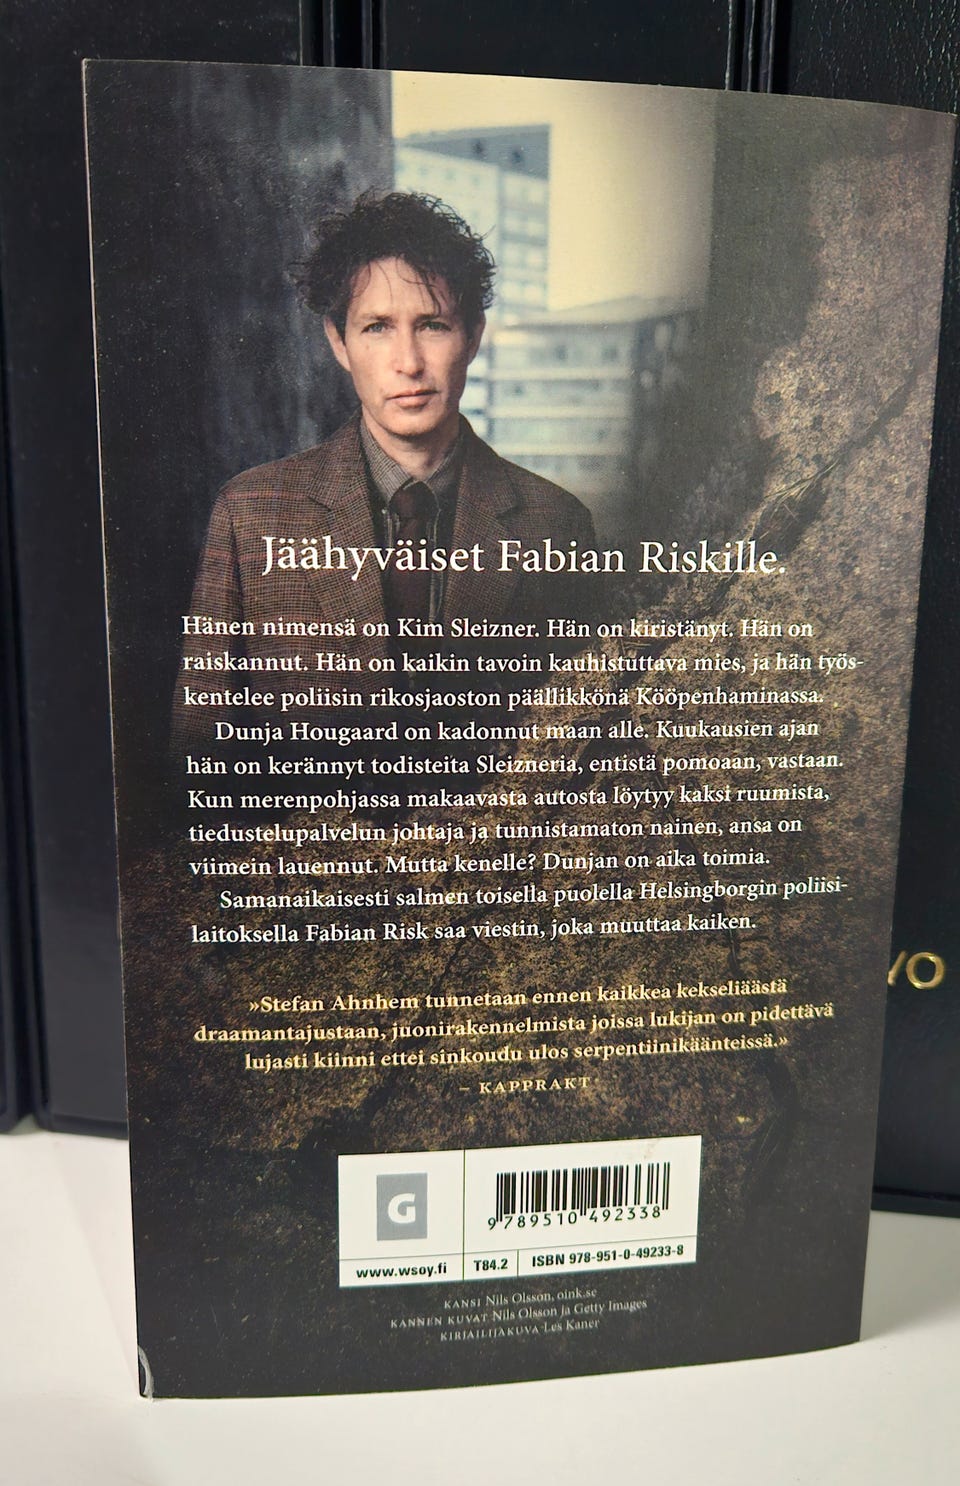 Jäähyväiset Fabian Riskille.
Hänen nimensä on Kim Sleizner. Hän on kiristänyt. Hän on
raiskannut. Hän on kaikin tavoin kauhistuttava mies, ja hän työs-
kentelee poliisin rikosjaoston päällikkönä Kööpenhaminassa.
Dunja Hougaard on kadonnut maan alle. Kuukausien ajan
hän on kerännyt todisteita Sleizneria, entistä pomoaan, vastaan.
Kun merenpohjassa makaavasta autosta löytyy kaksi ruumista,
tiedustelupalvelun johtaja ja tunnistamaton nainen, ansa on
viimein lauennut. Mutta kenelle? Dunjan on aika toimia.
Samanaikaisesti salmen toisella puolella Helsingborgin poliisi-
laitoksella Fabian Risk saa viestin, joka muuttaa kaiken.
»Stefan Ahnhem tunnetaan ennen kaikkea kekseliäästä
draamantajustaan, juonirakennelmista joissa lukijan on pidettävä
lujasti kiinni ettei sinkoudu ulos serpentiinikäänteissä.»
– KAPPRAKT
G
9 789510 492338
www.wsoy.fi
T84.2
ISBN 978-951-0-49233-8
KANSI Nils Olsson, oink.se
KANNEN KUVAT Nils Olsson ja Getty Images
KIRJAILIJAKUVA Les Kaner
VO